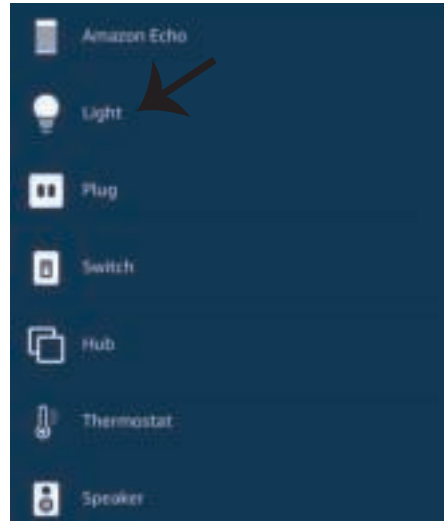 Amazon Echo
Light
Plug
Switch
Hub
Thermostat
Speaker